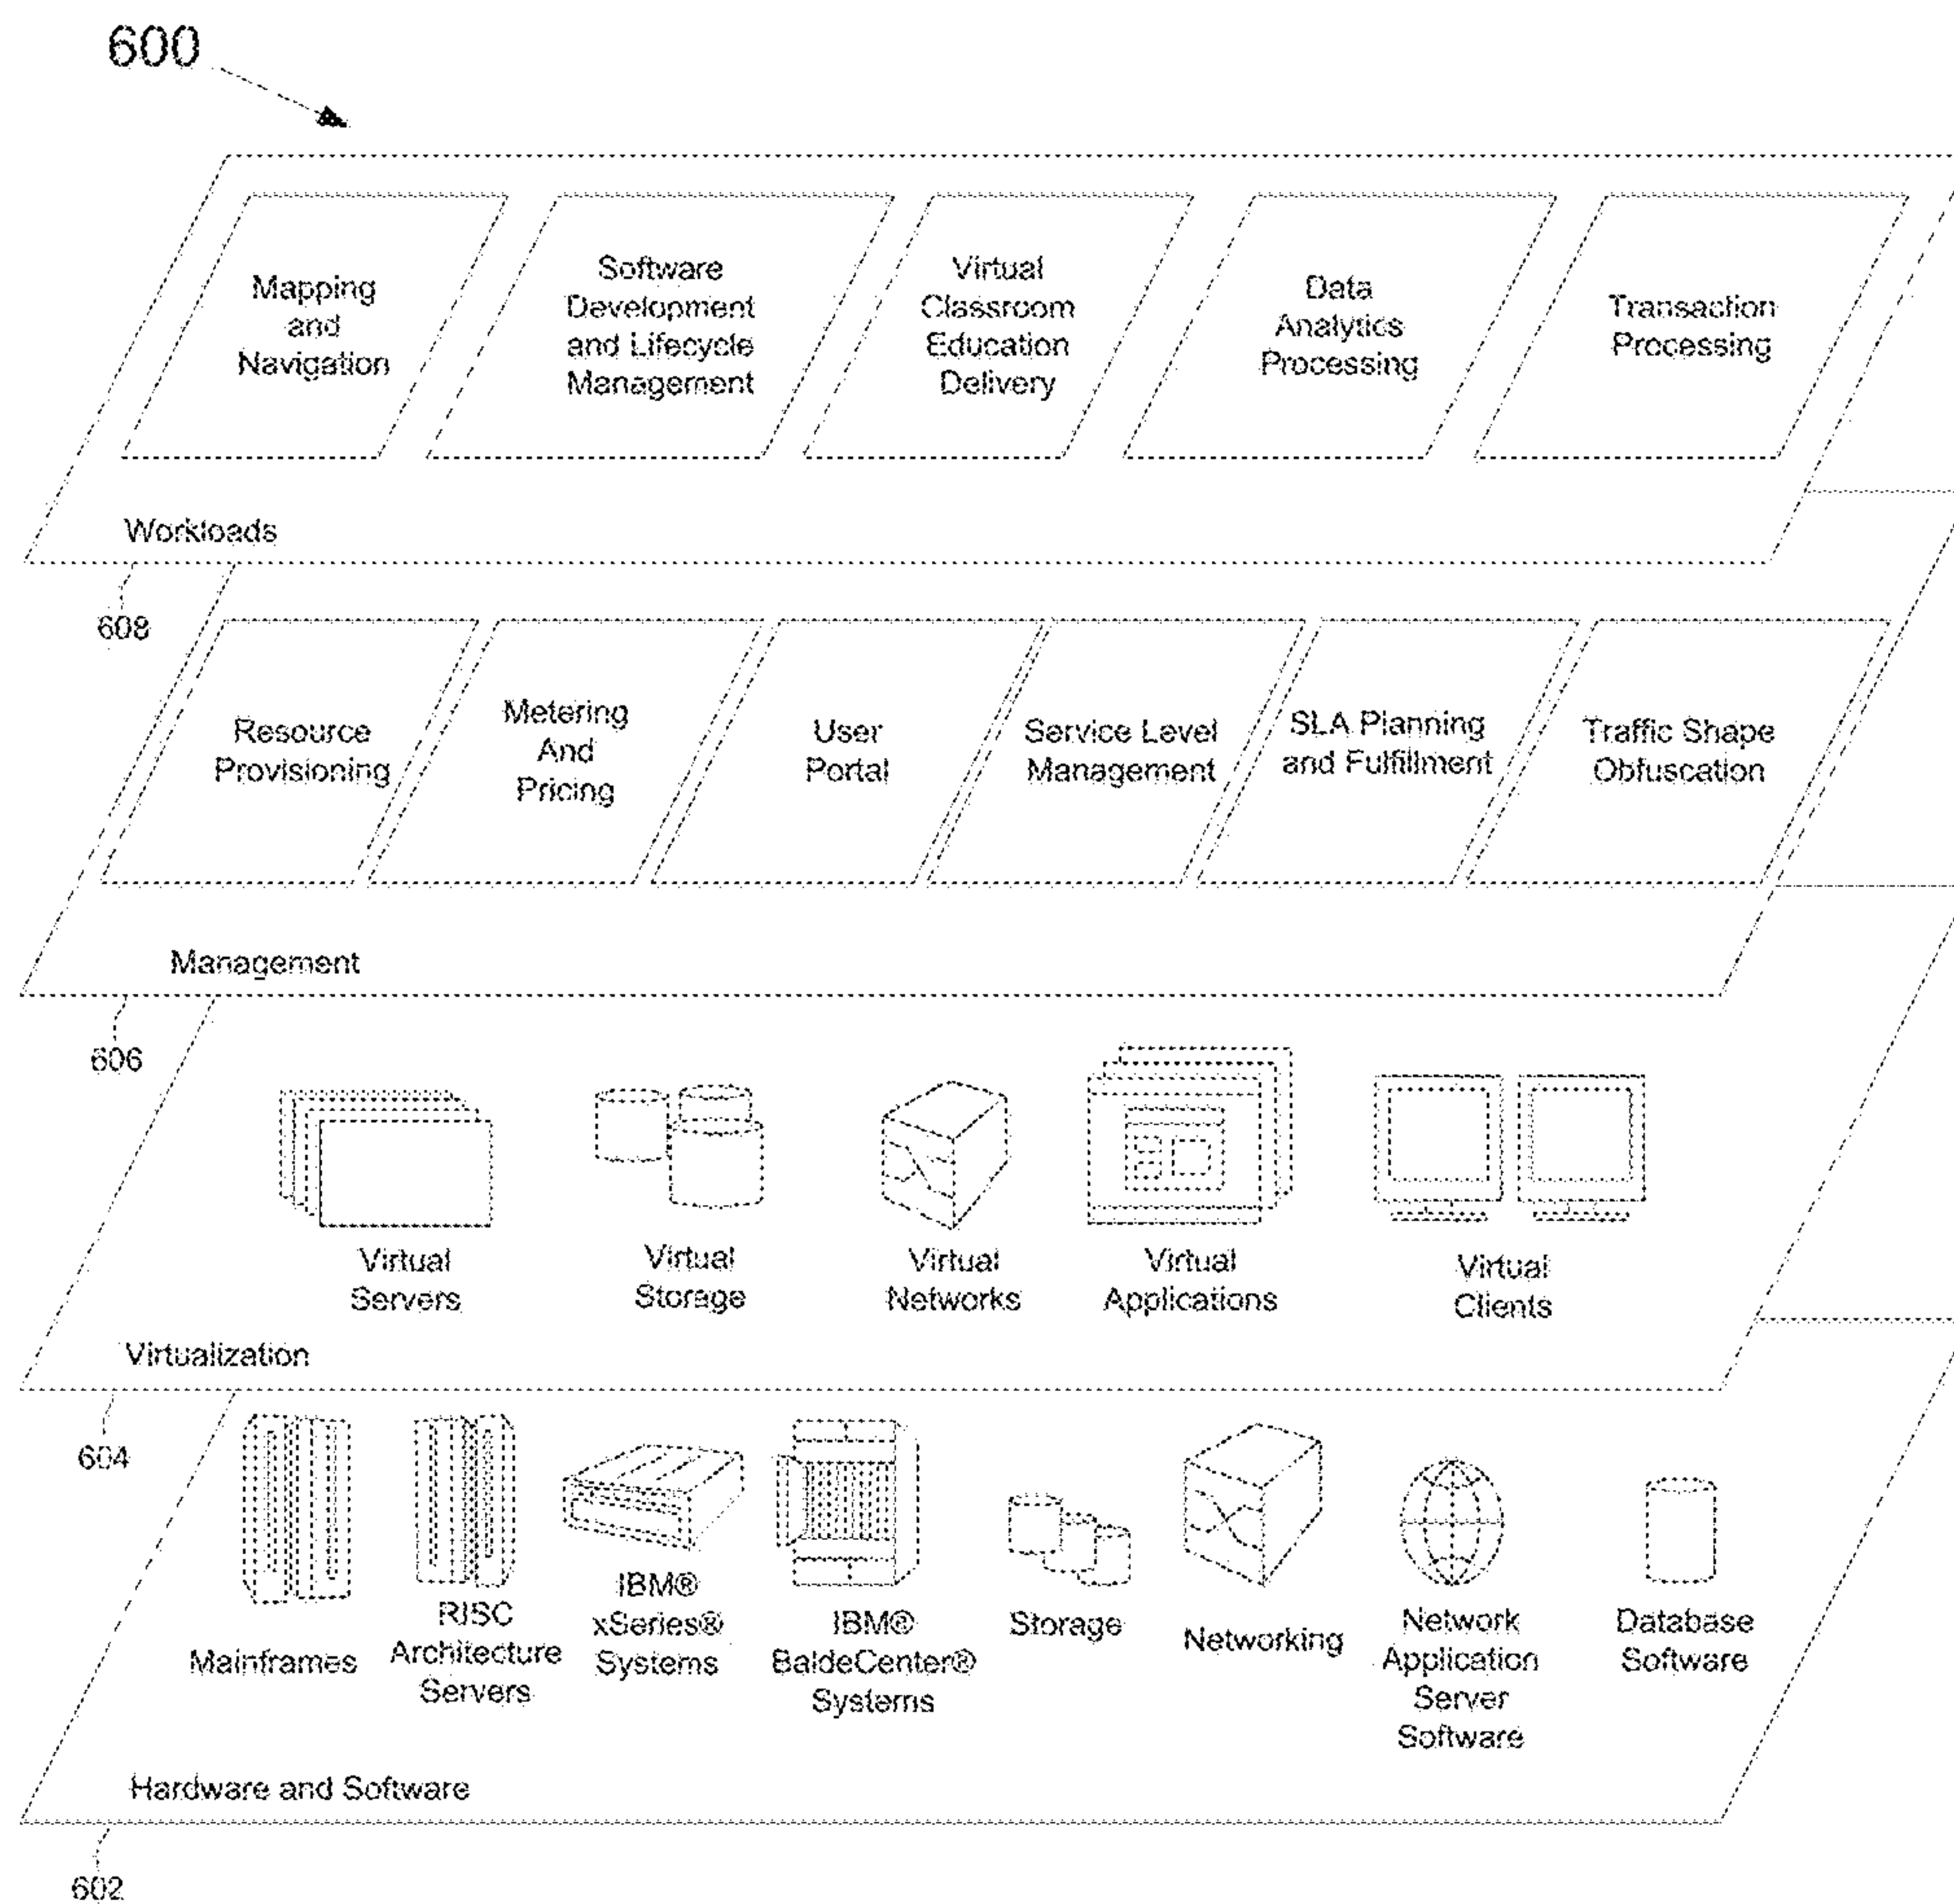 600
Mapping
and
Navigation
Software
Development
and Lifecycle
Management
Virtual
Classroom
Education
Delivery
Data
Analytics
Processing
Transaction
Processing
Workloads
608
Resource
Provisioning
Metering
And
Pricing
User
Portal
Service Level
Management
SLA Planning
and Fulfillment
Traffic Shape
Obfuscation
Management
606
Virtual
Servers
Virtual
Storage
Virtual
Networks
Virtual
Applications
Virtual
Clients
Virtualization
604
Mainframes
RISC
Architecture
Servers
IBM®
xSeries®
Systems
IBM®
BaldeCenter®
Systems
Storage
Networking
Network
Application
Server
Software
Database
Software
Hardware and Software
602